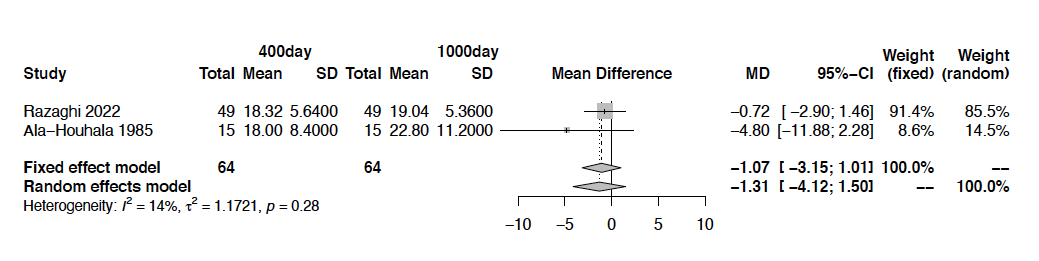 400day 1000day Weight Weight
Study Total Mean SD Total Mean SD Mean Difference MD 95%−CI (fixed) (random)
Razaghi 2022 49 18.32 5.6400 49 19.04 5.3600 −0.72 [ −2.90; 1.46] 91.4% 85.5%
Ala−Houhala 1985 15 18.00 8.4000 15 22.80 11.2000 −4.80 [−11.88; 2.28] 8.6% 14.5%
Fixed effect model 64 64 −1.07 [ −3.15; 1.01] 100.0% −−
Random effects model −1.31 [ −4.12; 1.50] −− 100.0%
Heterogeneity: I² = 14%, τ² = 1.1721, p = 0.28
−10 −5 0 5 10